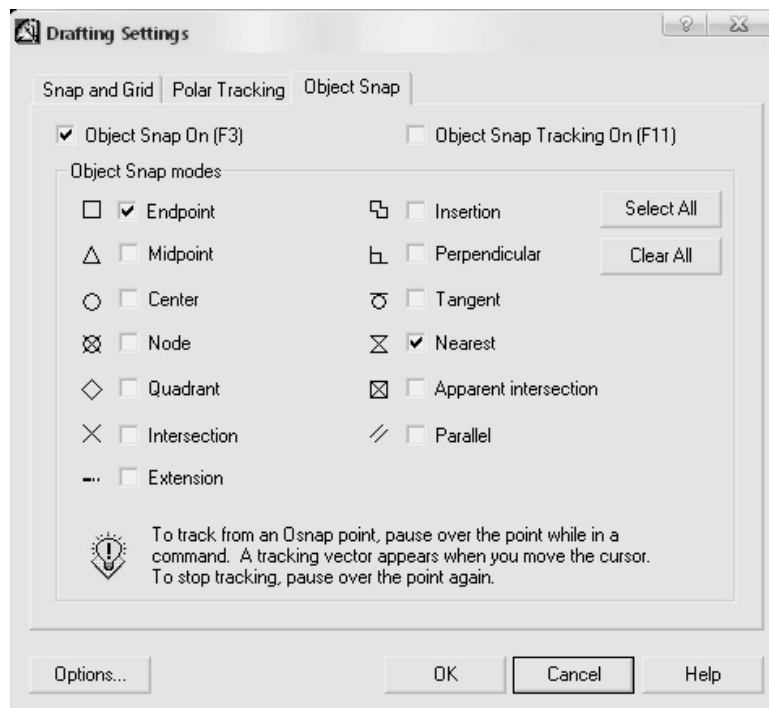 Drafting Settings
Snap and Grid Polar Tracking Object Snap
Object Snap On (F3) Object Snap Tracking On (F11)
Object Snap modes
Endpoint Insertion Select All
Midpoint Perpendicular Clear All
Center Tangent
Node Nearest
Quadrant Apparent intersection
Intersection Parallel
Extension
To track from an Osnap point, pause over the point while in a
command. A tracking vector appears when you move the cursor.
To stop tracking, pause over the point again.
Options... OK Cancel Help